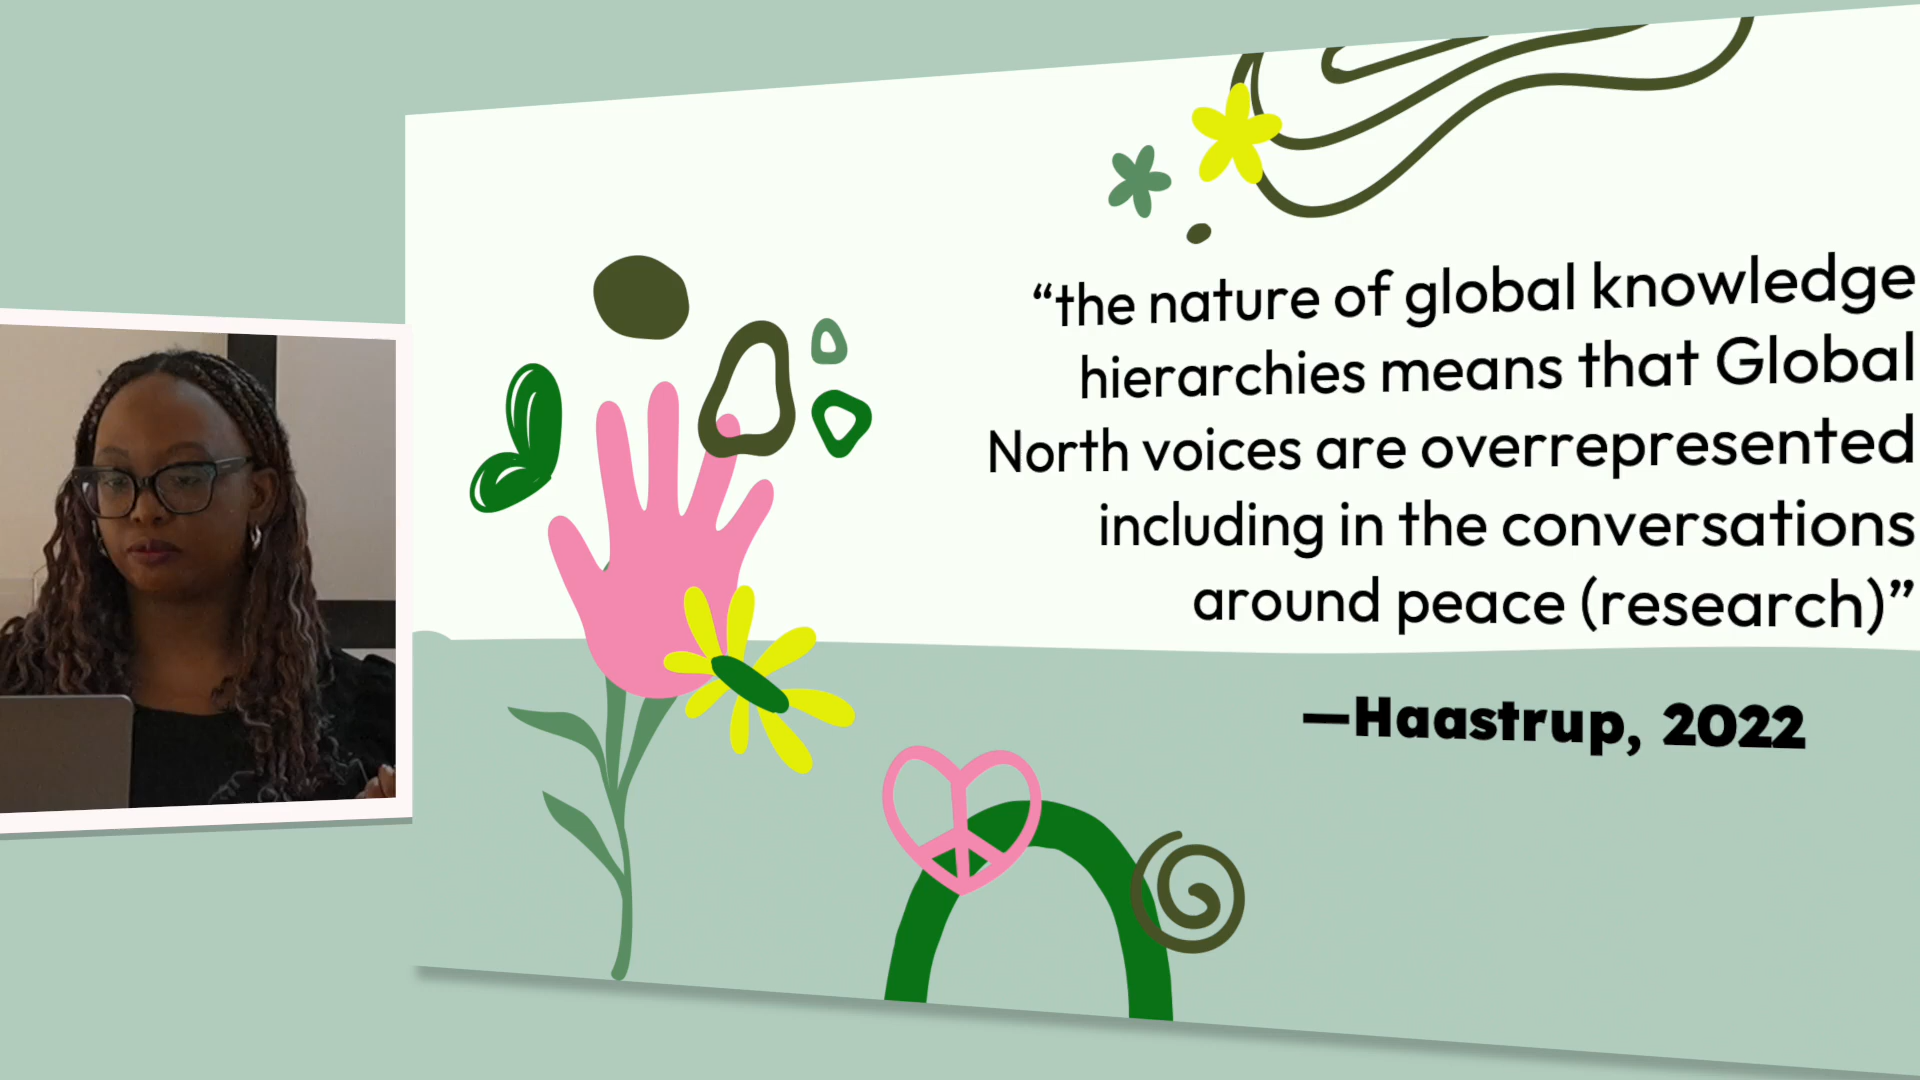 “the nature of global knowledge
hierarchies means that Global
North voices are overrepresented
including in the conversations
around peace (research)”
—Haastrup, 2022